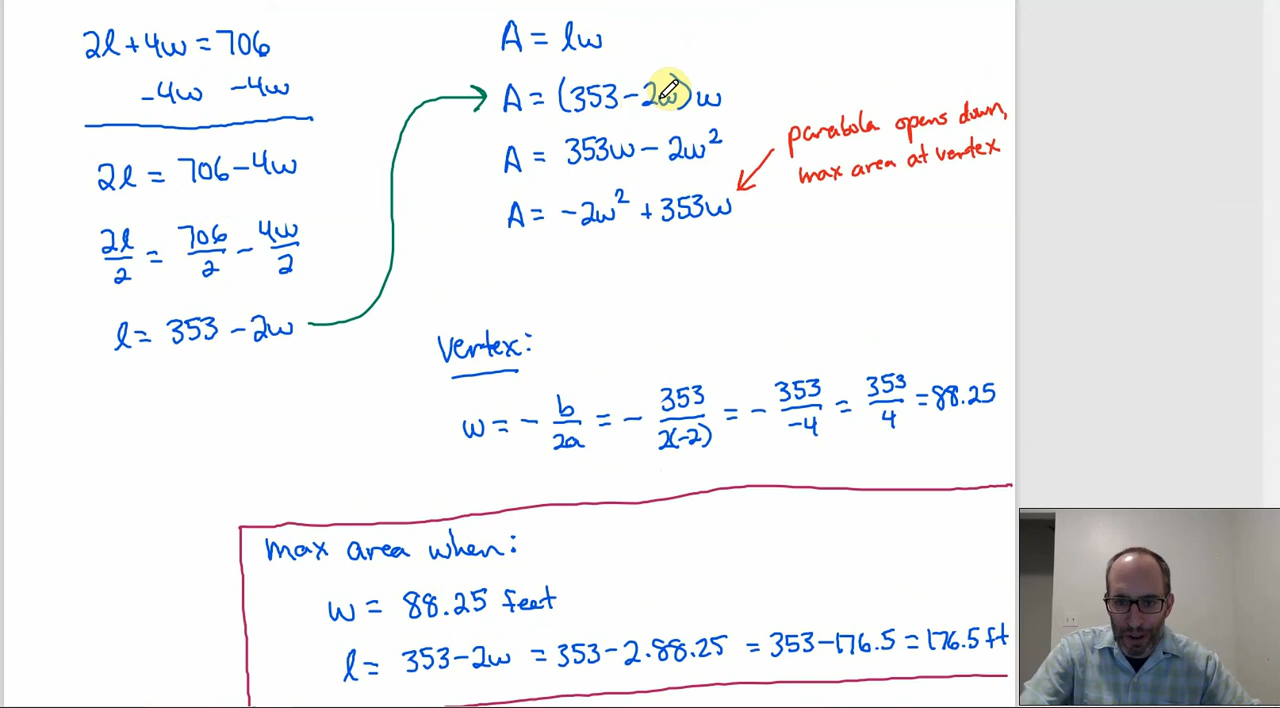 2l + 4w = 706
-4w -4w
2l = 706 - 4w
2l/2 = 706/2 - 4w/2
l = 353 - 2w
A = lw
A = (353 - 2w)w
A = 353w - 2w²
A = -2w² + 353w
parabola opens down,
max area at vertex
Vertex:
w = - b/2a = - 353/2(-2) = - 353/-4 = 353/4 = 88.25
max area when:
w = 88.25 feet
l = 353 - 2w = 353 - 2·88.25 = 353 - 176.5 = 176.5 ft